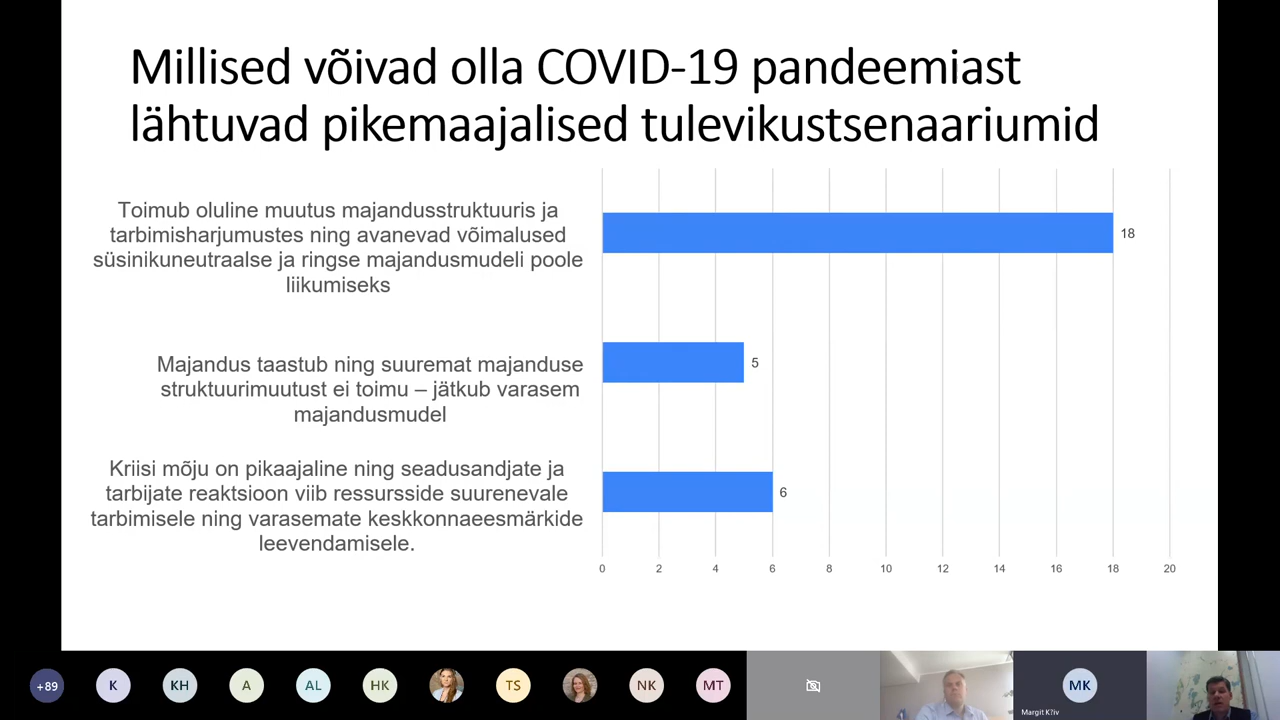 Millised võivad olla COVID-19 pandeemiast
lähtuvad pikemaajalised tulevikustsenaariumid
Toimub oluline muutus majandusstruktuuris ja
tarbimisharjumustes ning avanevad võimalused
süsinikuneutraalse ja ringse majandusmudeli poole
liikumiseks
18
Majandus taastub ning suuremat majanduse
struktuurimuutust ei toimu – jätkub varasem
majandusmudel
5
Kriisi mõju on pikaajaline ning seadusandjate ja
tarbijate reaktsioon viib ressursside suurenevale
tarbimisele ning varasemate keskkonnaeesmärkide
leevendamisele.
6
0 2 4 6 8 10 12 14 16 18 20
+89 K KH A AL HK TS NK MT MK
Margit K?iv